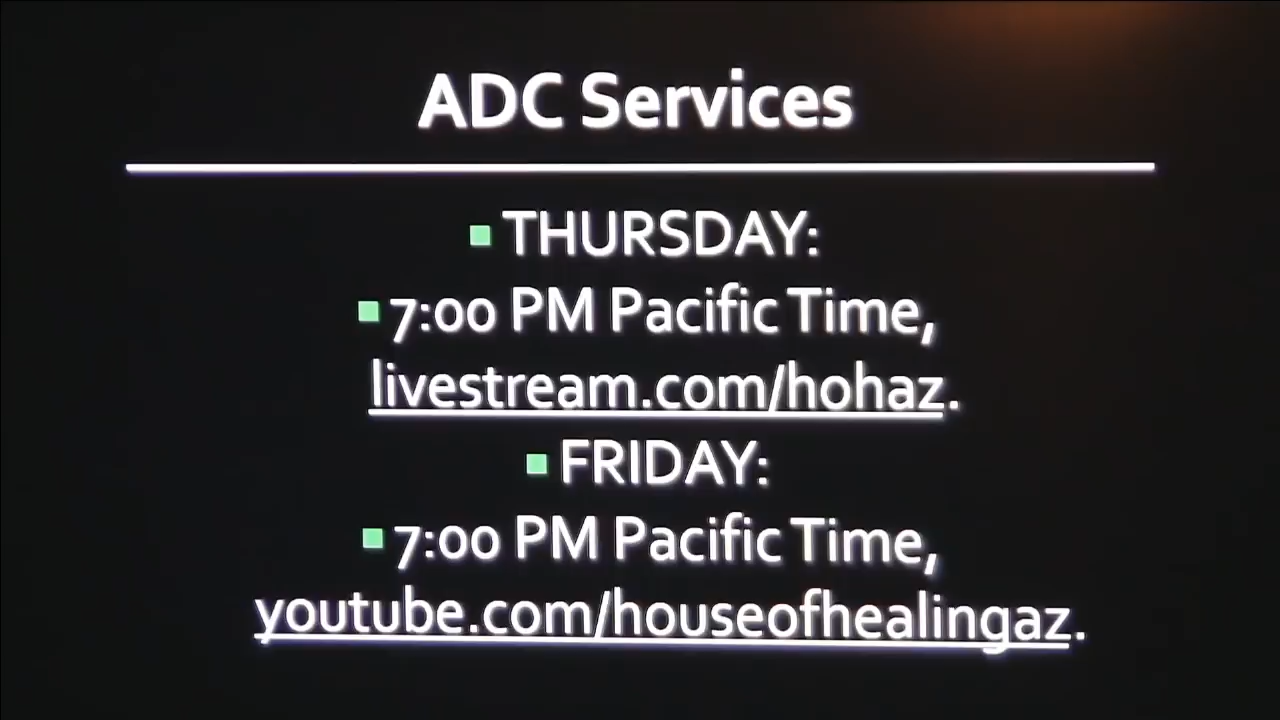 ADC Services
THURSDAY:
7:00 PM Pacific Time,
livestream.com/hohaz.
FRIDAY:
7:00 PM Pacific Time,
youtube.com/houseofhealingaz.